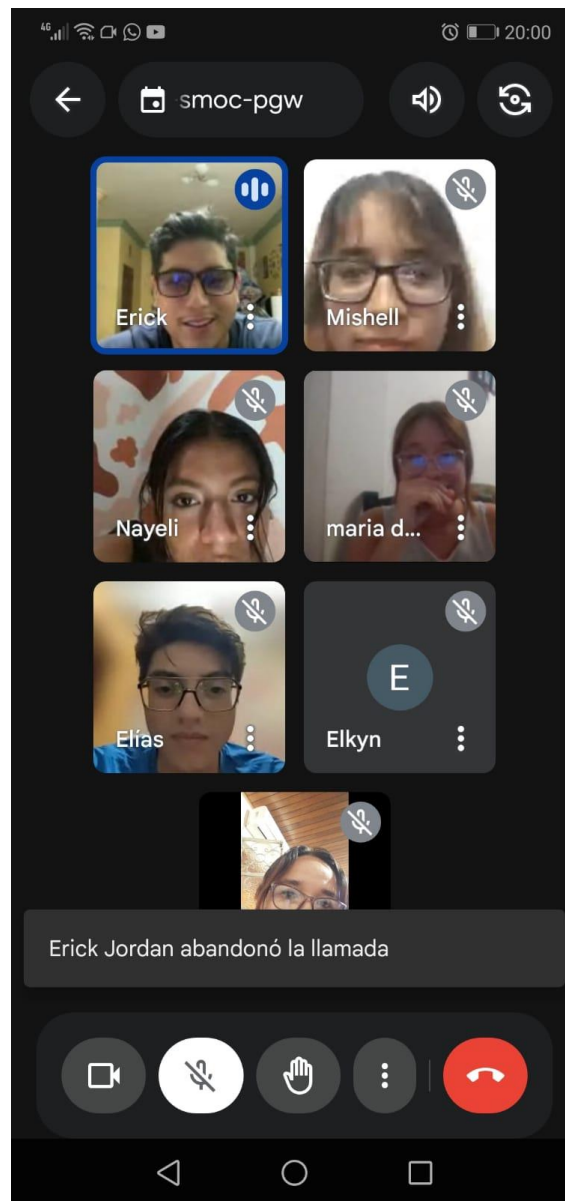 4G 20:00
smoc-pgw
Erick Mishell
Nayeli maria d...
Elías Elkyn
E
Erick Jordan abandonó la llamada